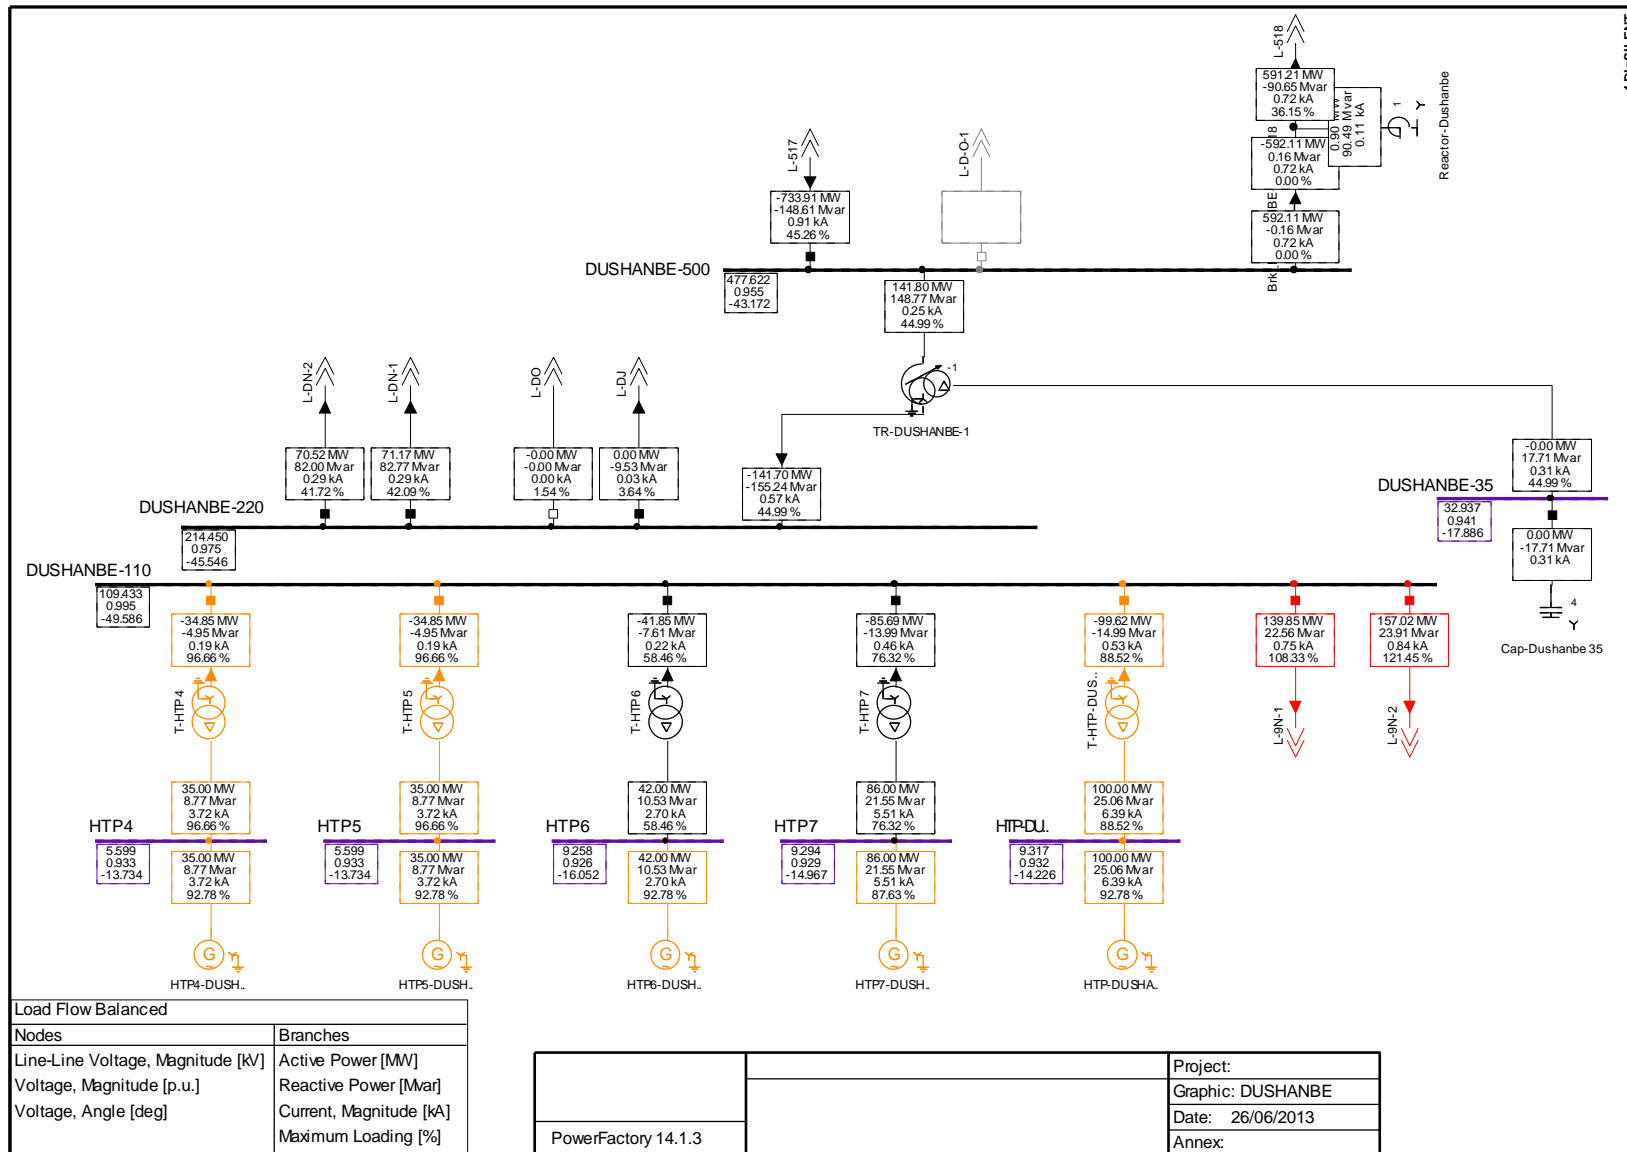 L-518
591.21 MW
-90.65 Mvar
0.72 kA
36.15 %
0.90 MW
90.49 Mvar
0.11 kA
1
Y
Reactor-Dushanbe
-592.11 MW
0.16 Mvar
0.72 kA
0.00 %
592.11 MW
-0.16 Mvar
0.72 kA
0.00 %
L-517
-733.91 MW
-148.61 Mvar
0.91 kA
45.26 %
L-D-O-1
DUSHANBE-500
477.622
0.955
-43.172
141.80 MW
148.77 Mvar
0.25 kA
44.99 %
-1
TR-DUSHANBE-1
L-DN-2
L-DN-1
L-DO
L-DJ
70.52 MW
82.00 Mvar
0.29 kA
41.72 %
71.17 MW
82.77 Mvar
0.29 kA
42.09 %
-0.00 MW
-0.00 Mvar
0.00 kA
1.54 %
0.00 MW
-9.53 Mvar
0.03 kA
3.64 %
-141.70 MW
-155.24 Mvar
0.57 kA
44.99 %
-0.00 MW
17.71 Mvar
0.31 kA
44.99 %
DUSHANBE-35
32.937
0.941
-17.886
0.00 MW
-17.71 Mvar
0.31 kA
4
Y
Cap-Dushanbe 35
DUSHANBE-220
214.450
0.975
-45.546
DUSHANBE-110
109.433
0.995
-49.586
-34.85 MW
-4.95 Mvar
0.19 kA
96.66 %
-34.85 MW
-4.95 Mvar
0.19 kA
96.66 %
-41.85 MW
-7.61 Mvar
0.22 kA
58.46 %
-85.69 MW
-13.99 Mvar
0.46 kA
76.32 %
-99.62 MW
-14.99 Mvar
0.53 kA
88.52 %
139.85 MW
22.56 Mvar
0.75 kA
108.33 %
157.02 MW
23.91 Mvar
0.84 kA
121.45 %
T-HTP4
T-HTP5
T-HTP6
T-HTP7
T-HTP-DUS..
L-9N-1
L-9N-2
35.00 MW
8.77 Mvar
3.72 kA
96.66 %
35.00 MW
8.77 Mvar
3.72 kA
96.66 %
42.00 MW
10.53 Mvar
2.70 kA
58.46 %
86.00 MW
21.55 Mvar
5.51 kA
76.32 %
100.00 MW
25.06 Mvar
6.39 kA
88.52 %
HTP4
HTP5
HTP6
HTP7
HTP-DU..
5.599
0.933
-13.734
5.599
0.933
-13.734
9.258
0.926
-16.052
9.294
0.929
-14.967
9.317
0.932
-14.226
35.00 MW
8.77 Mvar
3.72 kA
92.78 %
35.00 MW
8.77 Mvar
3.72 kA
92.78 %
42.00 MW
10.53 Mvar
2.70 kA
92.78 %
86.00 MW
21.55 Mvar
5.51 kA
87.63 %
100.00 MW
25.06 Mvar
6.39 kA
92.78 %
G
G
G
G
G
HTP4-DUSH..
HTP5-DUSH..
HTP6-DUSH..
HTP7-DUSH..
HTP-DUSHA..
Load Flow Balanced
Nodes
Branches
Line-Line Voltage, Magnitude [kV]
Active Power [MW]
Voltage, Magnitude [p.u.]
Reactive Power [Mvar]
Voltage, Angle [deg]
Current, Magnitude [kA]
Maximum Loading [%]
PowerFactory 14.1.3
Project:
Graphic: DUSHANBE
Date: 26/06/2013
Annex: